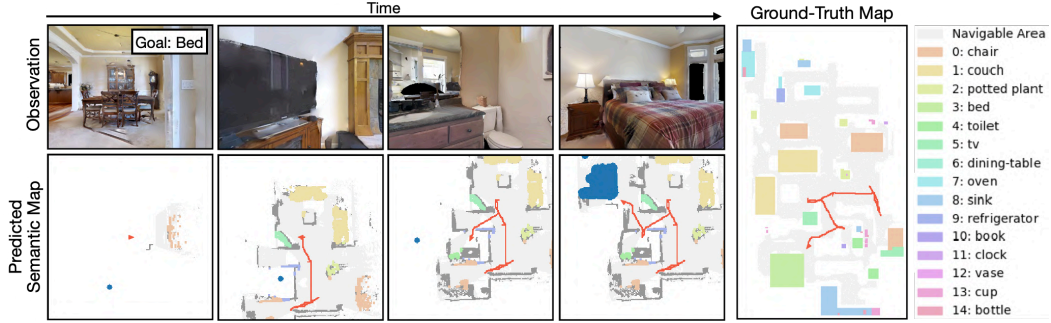 Time
Ground-Truth Map
Observation
Goal: Bed
Predicted
Semantic Map
Navigable Area
0: chair
1: couch
2: potted plant
3: bed
4: toilet
5: tv
6: dining-table
7: oven
8: sink
9: refrigerator
10: book
11: clock
12: vase
13: cup
14: bottle